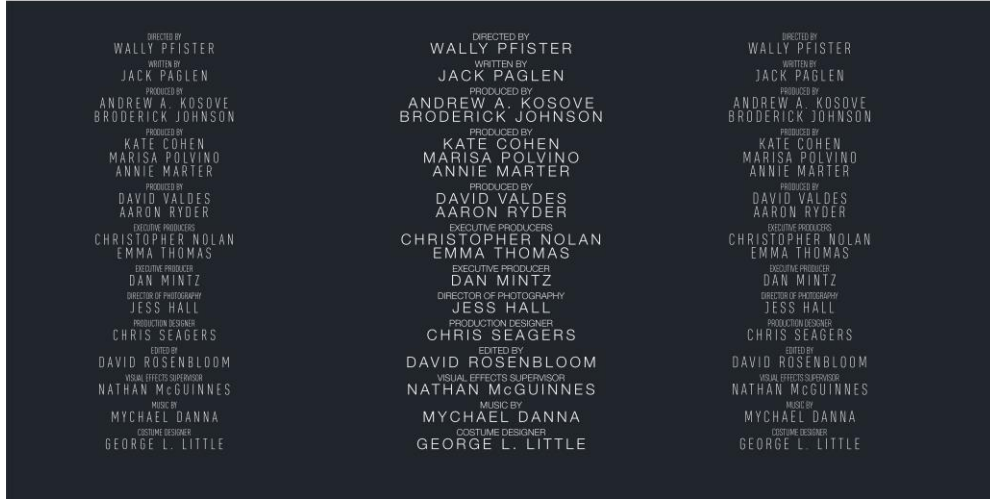 DIRECTED BY
WALLY PFISTER
WRITTEN BY
JACK PAGLEN
PRODUCED BY
ANDREW A. KOSOVE
BRODERICK JOHNSON
PRODUCED BY
KATE COHEN
MARISA POLVINO
ANNIE MARTER
PRODUCED BY
DAVID VALDES
AARON RYDER
EXECUTIVE PRODUCERS
CHRISTOPHER NOLAN
EMMA THOMAS
EXECUTIVE PRODUCER
DAN MINTZ
DIRECTOR OF PHOTOGRAPHY
JESS HALL
PRODUCTION DESIGNER
CHRIS SEAGERS
EDITED BY
DAVID ROSENBLOOM
VISUAL EFFECTS SUPERVISOR
NATHAN McGUINNES
MUSIC BY
MYCHAEL DANNA
COSTUME DESIGNER
GEORGE L. LITTLE
DIRECTED BY
WALLY PFISTER
WRITTEN BY
JACK PAGLEN
PRODUCED BY
ANDREW A. KOSOVE
BRODERICK JOHNSON
PRODUCED BY
KATE COHEN
MARISA POLVINO
ANNIE MARTER
PRODUCED BY
DAVID VALDES
AARON RYDER
EXECUTIVE PRODUCERS
CHRISTOPHER NOLAN
EMMA THOMAS
EXECUTIVE PRODUCER
DAN MINTZ
DIRECTOR OF PHOTOGRAPHY
JESS HALL
PRODUCTION DESIGNER
CHRIS SEAGERS
EDITED BY
DAVID ROSENBLOOM
VISUAL EFFECTS SUPERVISOR
NATHAN McGUINNES
MUSIC BY
MYCHAEL DANNA
COSTUME DESIGNER
GEORGE L. LITTLE
DIRECTED BY
WALLY PFISTER
WRITTEN BY
JACK PAGLEN
PRODUCED BY
ANDREW A. KOSOVE
BRODERICK JOHNSON
PRODUCED BY
KATE COHEN
MARISA POLVINO
ANNIE MARTER
PRODUCED BY
DAVID VALDES
AARON RYDER
EXECUTIVE PRODUCERS
CHRISTOPHER NOLAN
EMMA THOMAS
EXECUTIVE PRODUCER
DAN MINTZ
DIRECTOR OF PHOTOGRAPHY
JESS HALL
PRODUCTION DESIGNER
CHRIS SEAGERS
EDITED BY
DAVID ROSENBLOOM
VISUAL EFFECTS SUPERVISOR
NATHAN McGUINNES
MUSIC BY
MYCHAEL DANNA
COSTUME DESIGNER
GEORGE L. LITTLE